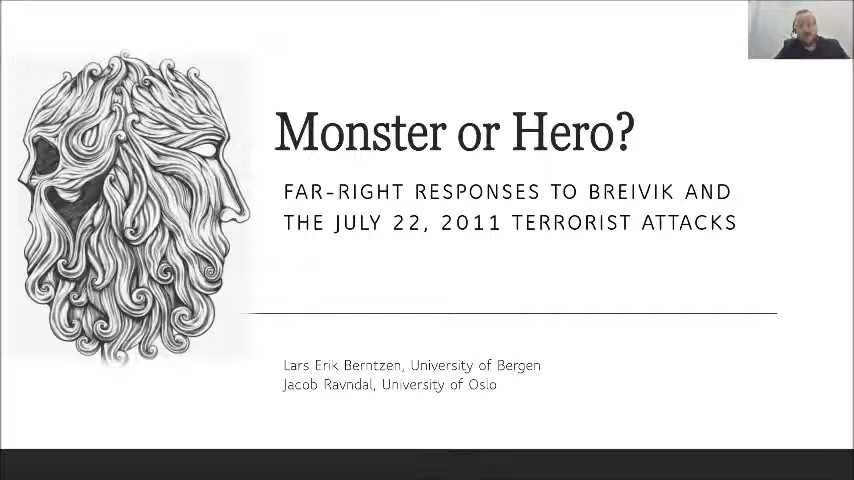 Monster or Hero?
FAR-RIGHT RESPONSES TO BREIVIK AND
THE JULY 22, 2011 TERRORIST ATTACKS
Lars Erik Berntzen, University of Bergen
Jacob Ravndal, University of Oslo